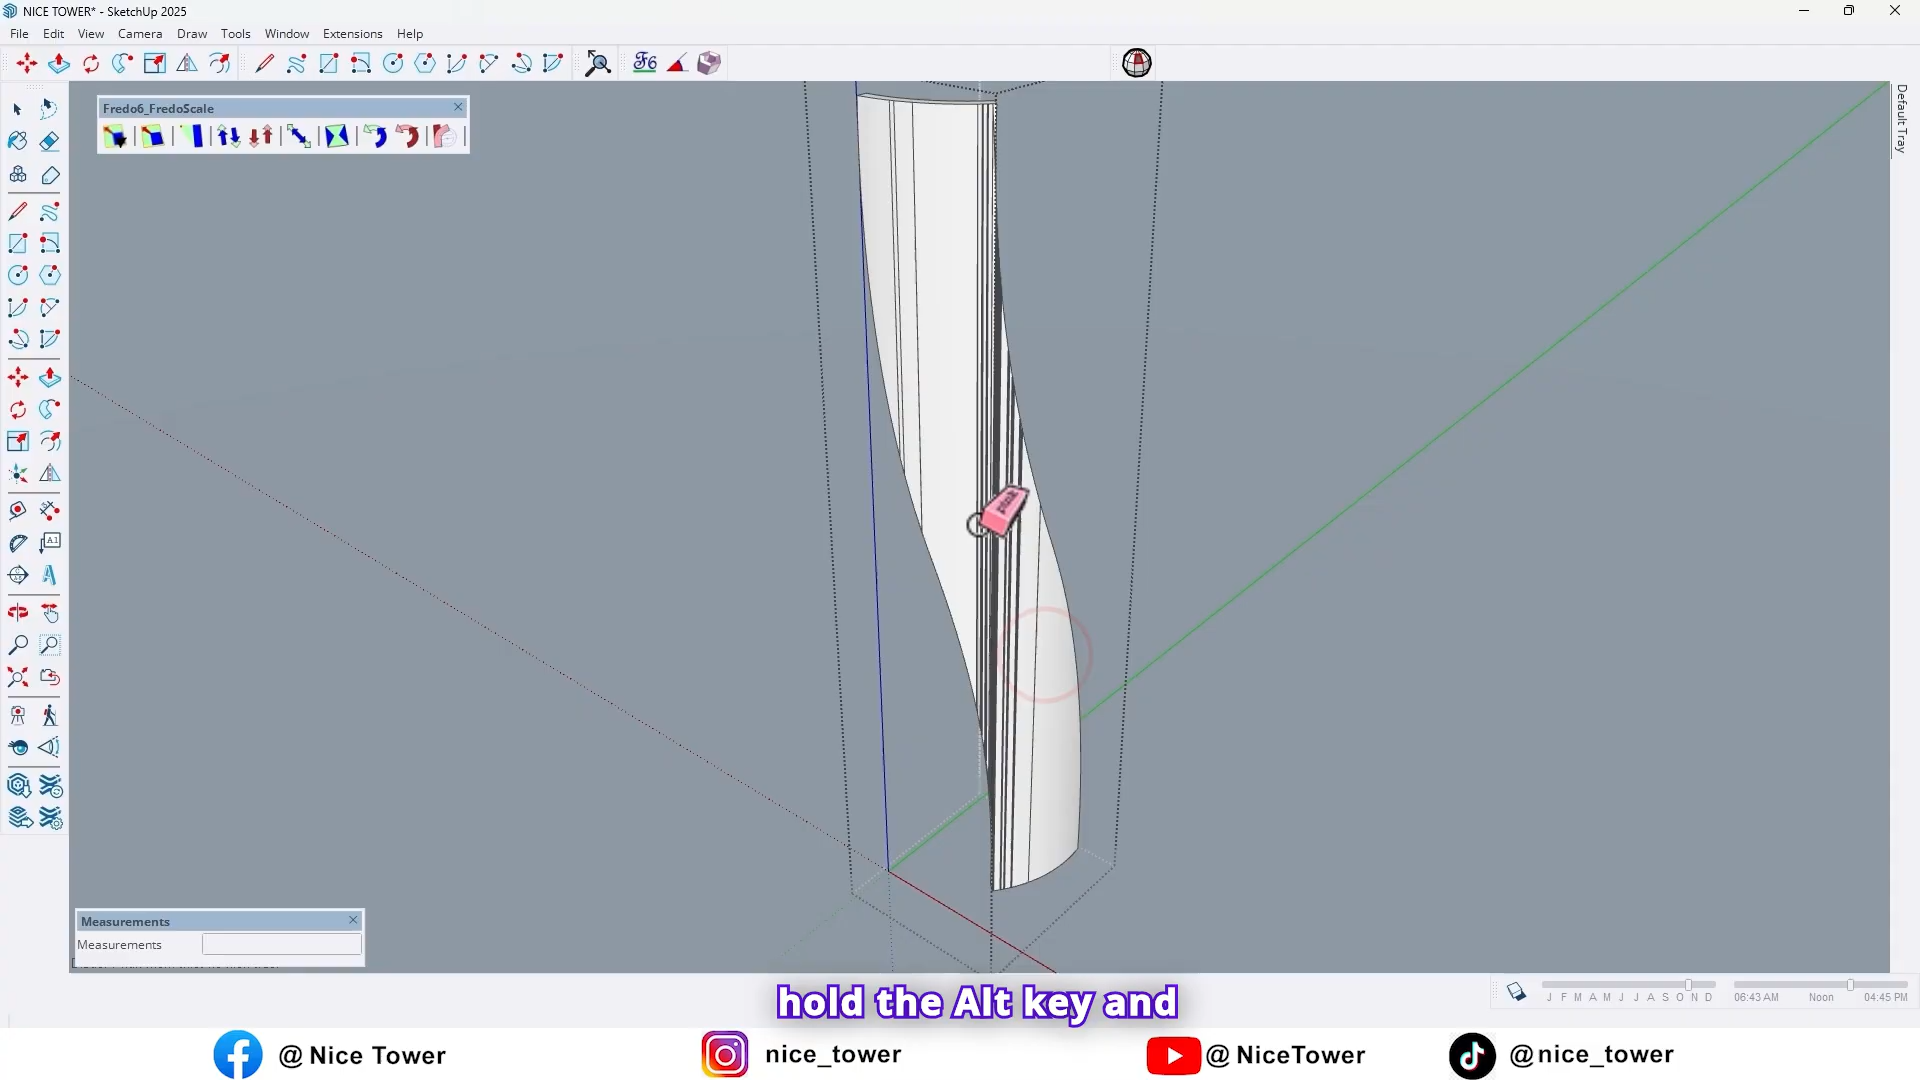 NICE TOWER* - SketchUp 2025
File Edit View Camera Draw Tools Window Extensions Help
Fredo6_FredoScale
Default Tray
Measurements
Measurements
J F M A M J J A S O N D
06:43 AM Noon 04:45 PM
hold the Alt key and
@ Nice Tower
nice_tower
@ NiceTower
@nice_tower